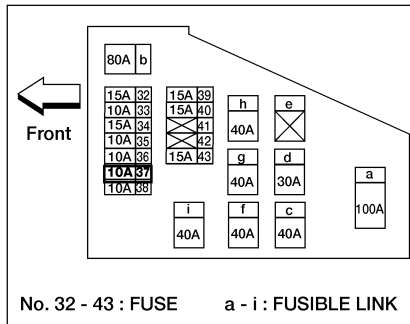 80A b
15A 32
10A 33
15A 34
10A 35
10A 36
10A 37
10A 38
15A 39
15A 40
41
42
15A 43
h
40A
e
g
40A
d
30A
a
100A
i
40A
f
40A
c
40A
Front
No. 32 - 43 : FUSE a - i : FUSIBLE LINK